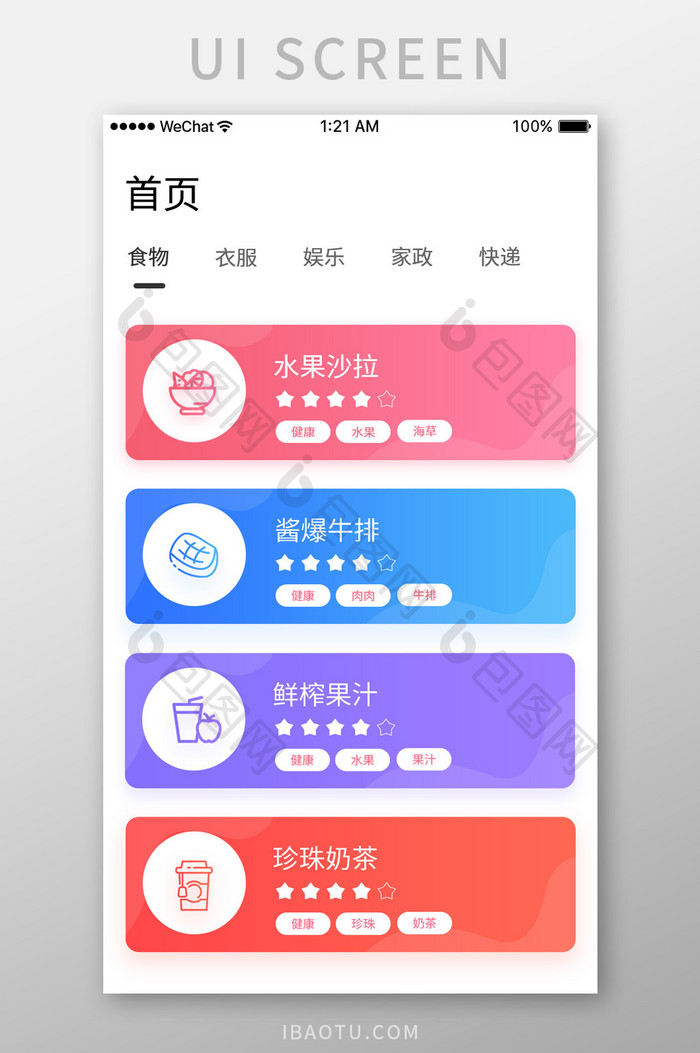 UI SCREEN
WeChat 1:21 AM 100%
首页
食物 衣服 娱乐 家政 快递
水果沙拉
健康 水果 海草
酱爆牛排
健康 肉肉 牛排
鲜榨果汁
健康 水果 果汁
珍珠奶茶
健康 珍珠 奶茶
包图网
包图网
包图网
包图网
包图网
IBAOTU.COM